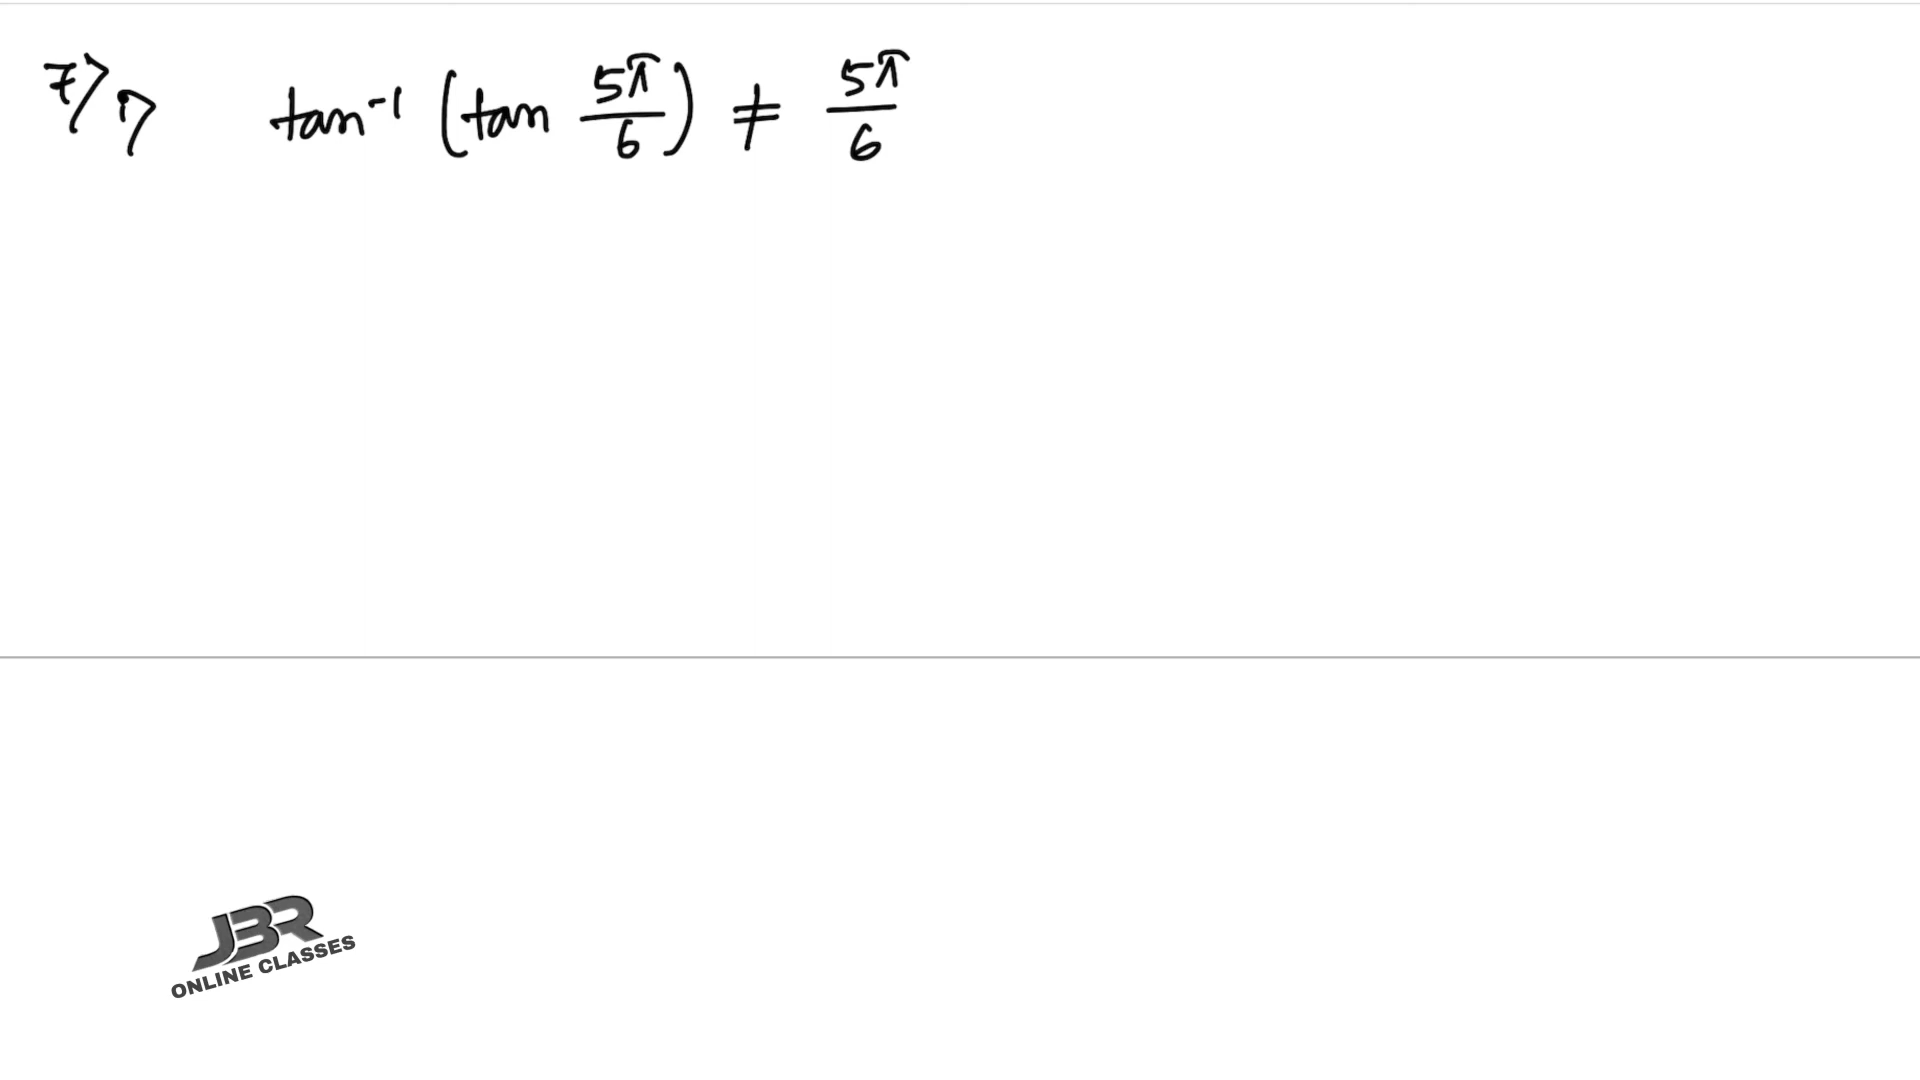 7) tan⁻¹ (tan 5π/6) ≠ 5π/6
JBR
ONLINE CLASSES